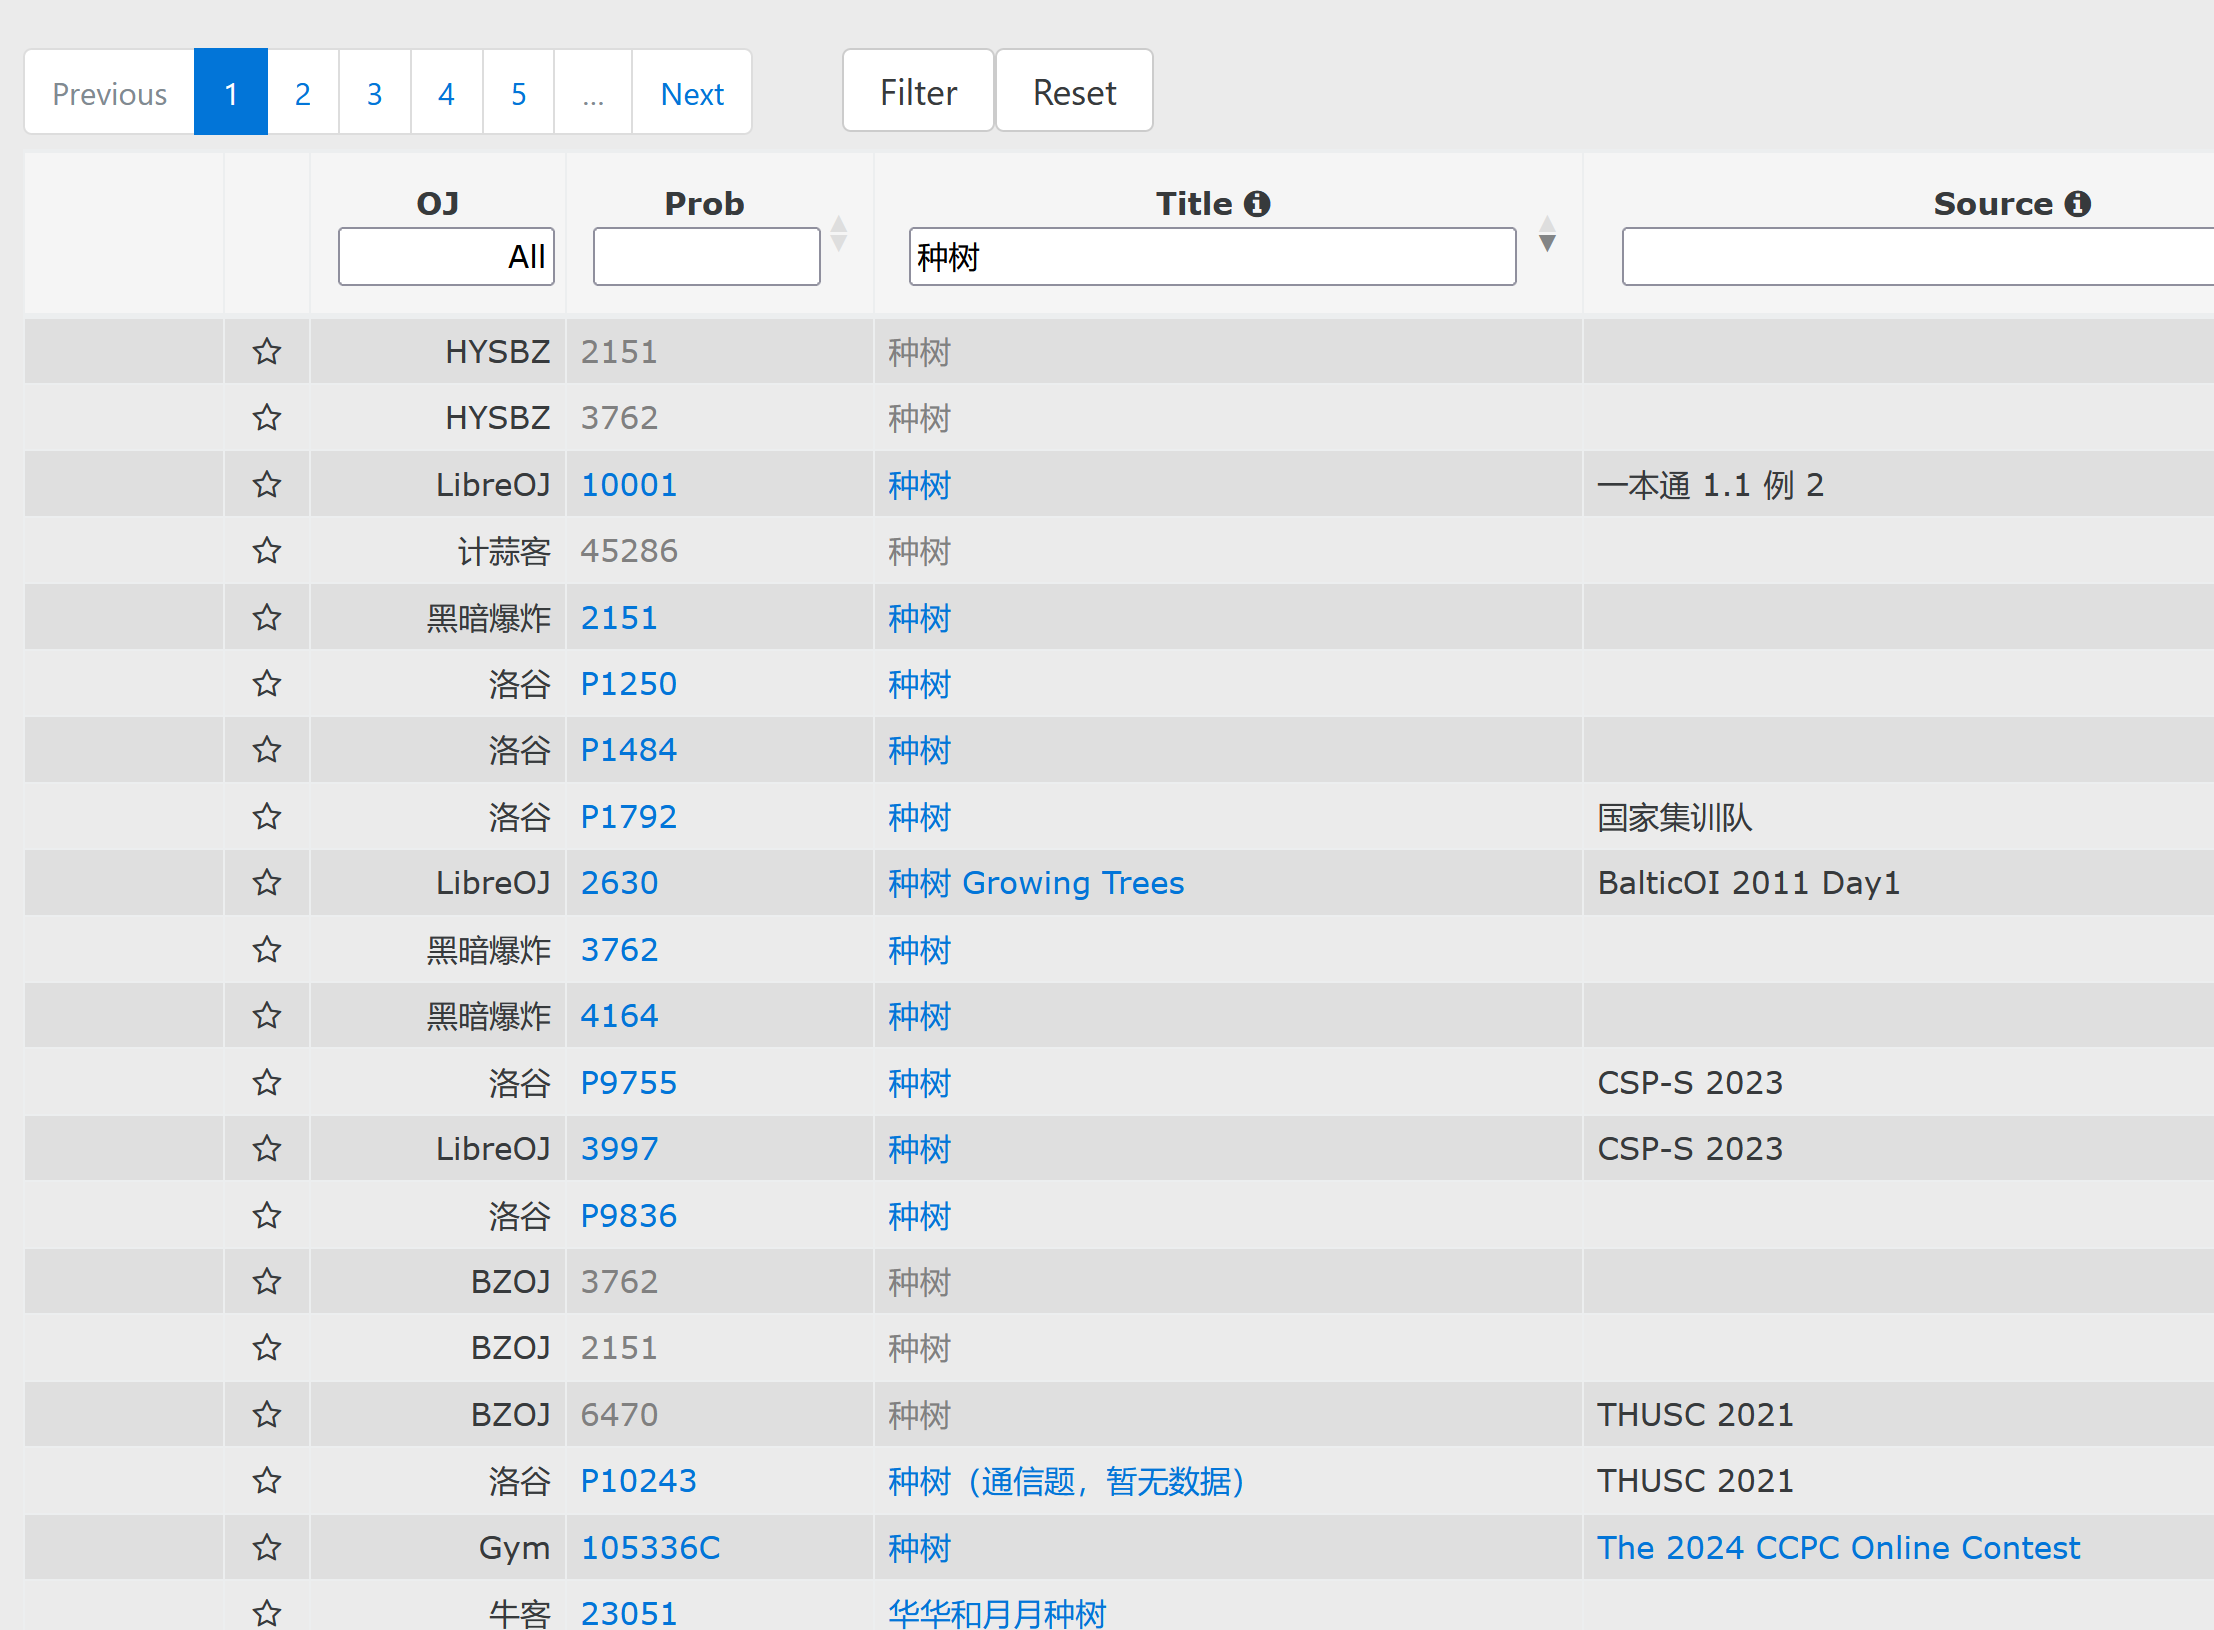 Previous 1 2 3 4 5 ... Next Filter Reset
OJ Prob Title Source
All 种树
HYSBZ 2151 种树
HYSBZ 3762 种树
LibreOJ 10001 种树 一本通 1.1 例 2
计蒜客 45286 种树
黑暗爆炸 2151 种树
洛谷 P1250 种树
洛谷 P1484 种树
洛谷 P1792 种树 国家集训队
LibreOJ 2630 种树 Growing Trees BalticOI 2011 Day1
黑暗爆炸 3762 种树
黑暗爆炸 4164 种树
洛谷 P9755 种树 CSP-S 2023
LibreOJ 3997 种树 CSP-S 2023
洛谷 P9836 种树
BZOJ 3762 种树
BZOJ 2151 种树
BZOJ 6470 种树 THUSC 2021
洛谷 P10243 种树（通信题，暂无数据） THUSC 2021
Gym 105336C 种树 The 2024 CCPC Online Contest
牛客 23051 华华和月月种树